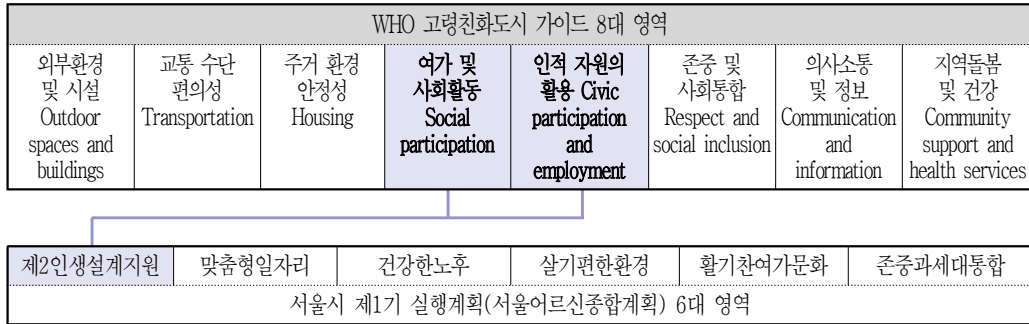 WHO 고령친화도시 가이드 8대 영역
외부환경
및 시설
Outdoor
spaces and
buildings
교통 수단
편의성
Transportation
주거 환경
안정성
Housing
여가 및
사회활동
Social
participation
인적 자원의
활용 Civic
participation
and
employment
존중 및
사회통합
Respect and
social inclusion
의사소통
및 정보
Communication
and
information
지역돌봄
및 건강
Community
support and
health services
제2인생설계지원
맞춤형일자리
건강한노후
살기편한환경
활기찬여가문화
존중과세대통합
서울시 제1기 실행계획(서울어르신종합계획) 6대 영역